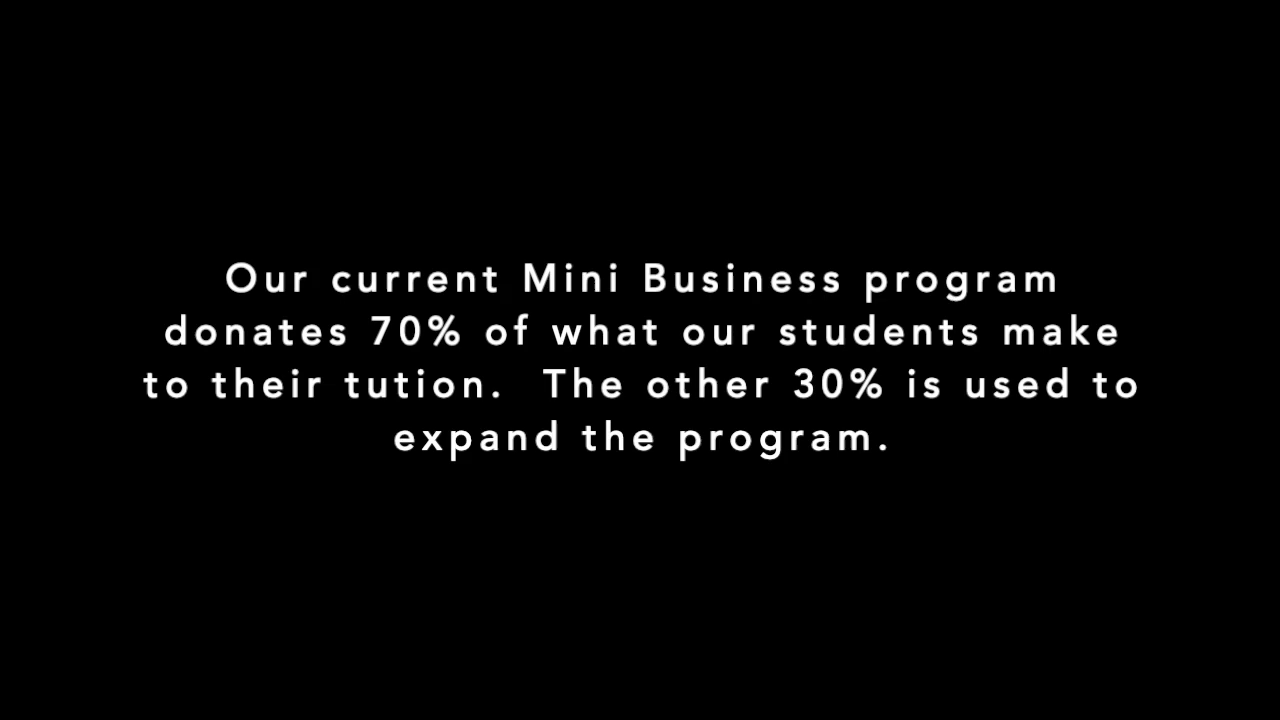 Our current Mini Business program
donates 70% of what our students make
to their tution.  The other 30% is used to
expand the program.